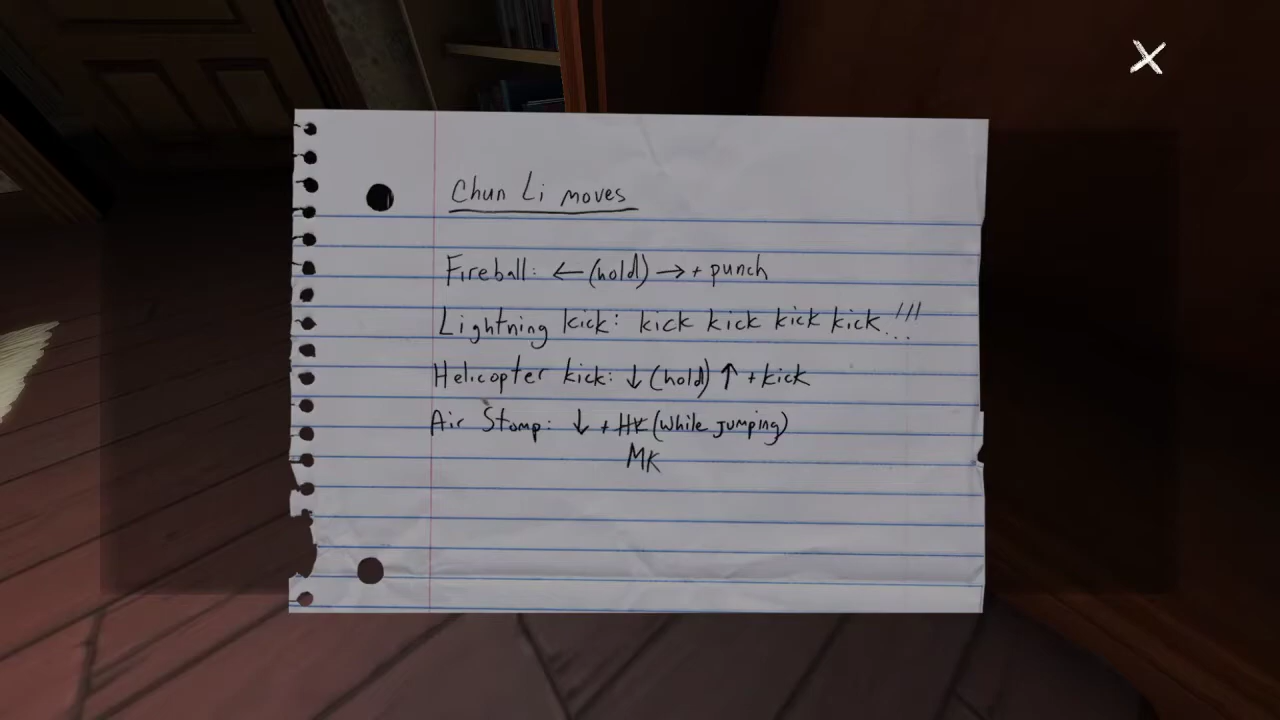 Chun Li moves
Fireball: ← (hold) → + punch
Lightning kick: kick kick kick kick...!!!
Helicopter kick: ↓ (hold) ↑ + kick
Air Stomp: ↓ + HK (while jumping)
MK